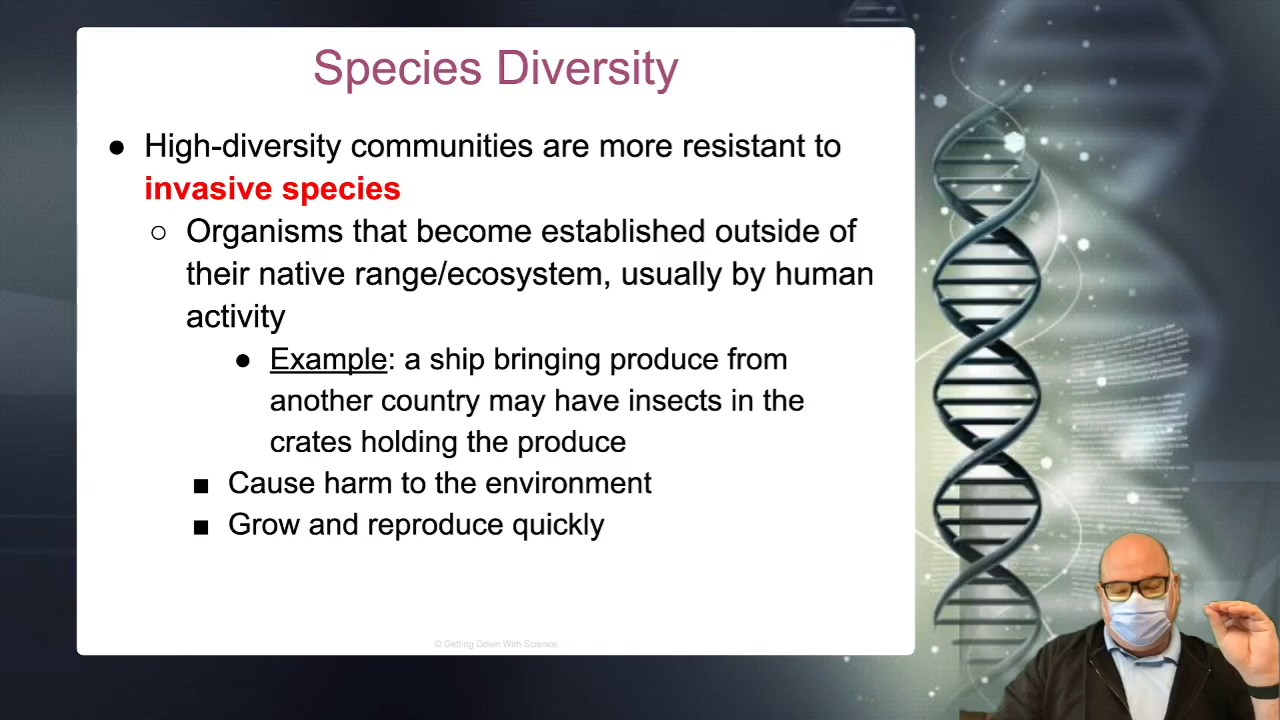 Species Diversity
● High-diversity communities are more resistant to
invasive species
○ Organisms that become established outside of
their native range/ecosystem, usually by human
activity
● Example: a ship bringing produce from
another country may have insects in the
crates holding the produce
■ Cause harm to the environment
■ Grow and reproduce quickly
© Getting Down With Science